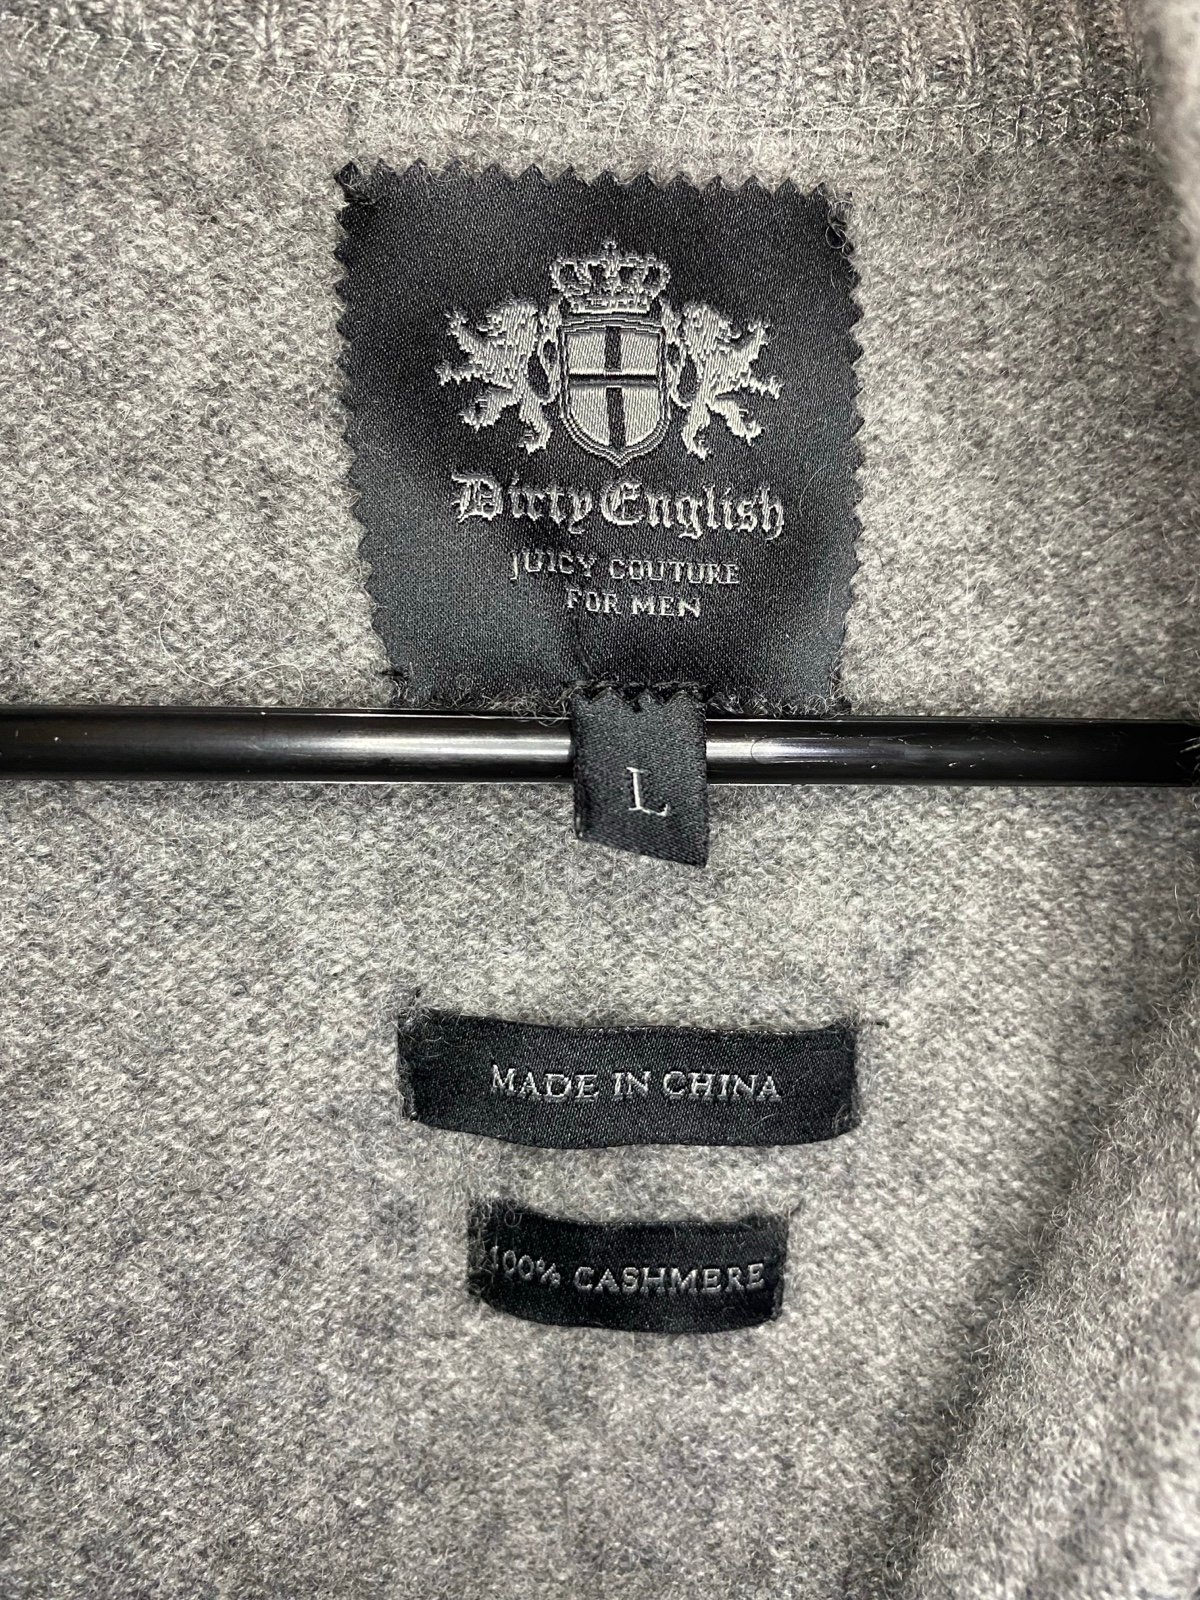 Dirty English
JUICY COUTURE
FOR MEN
L
MADE IN CHINA
100% CASHMERE